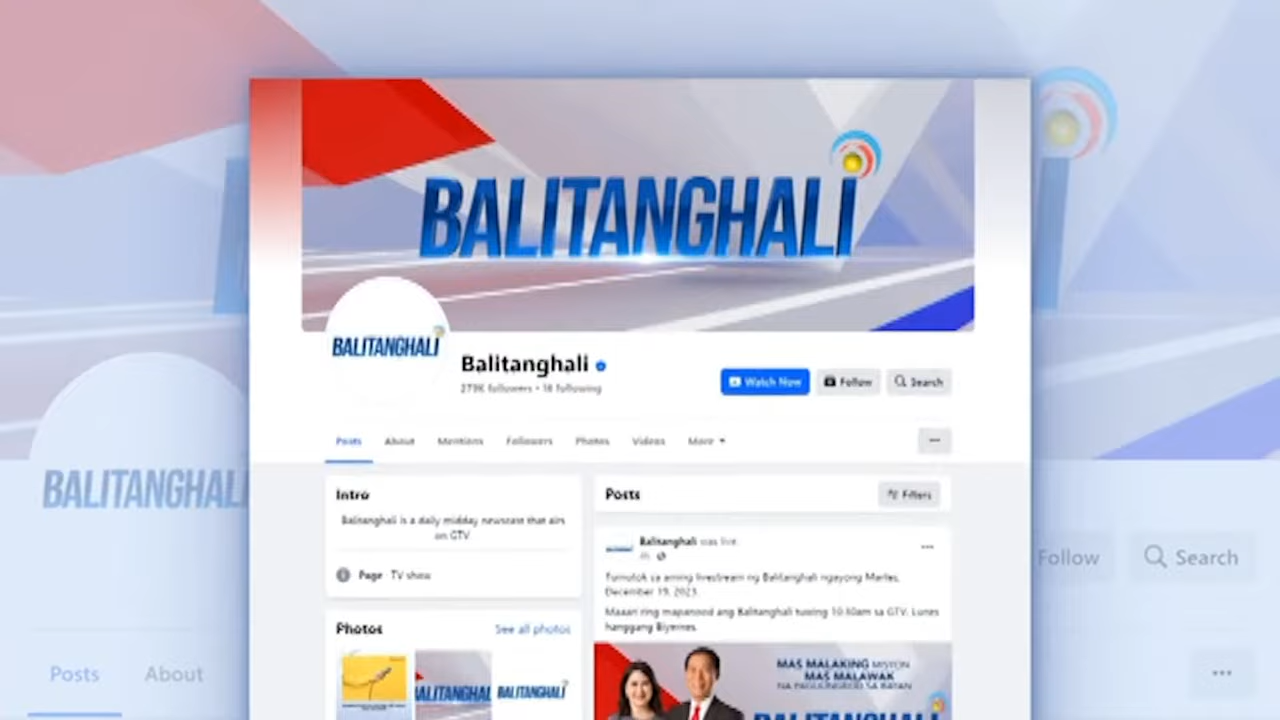 BALITANGHALI
BALITANGHALI
Balitanghali
279K followers • 16 following
Watch Now
Follow
Search
Posts
About
Mentions
Followers
Photos
Videos
More
Intro
Balitanghali is a daily midday newscast that airs
on GTV.
Page · TV show
Photos
See all photos
BALITANGHALI
BALITANGHALI
Posts
Filters
Balitanghali was live.
Tumutok sa aming livestream ng Balitanghali ngayong Martes,
December 19, 2023.
Maaari ring mapanood ang Balitanghali tuwing 10:30am sa GTV, Lunes
hanggang Biyernes.
MAS MALAKING MISYON
MAS MALAWAK
NA PAGLILINGKOD SA BAYAN
BALITANGHALI
BALITANGHALI
Posts
About
Follow
Search